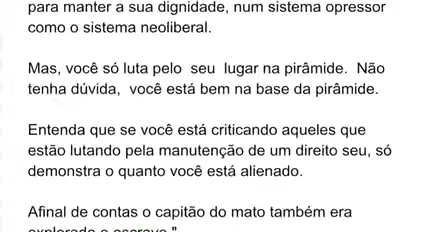 para manter a sua dignidade, num sistema opressor
como o sistema neoliberal.
Mas, você só luta pelo seu lugar na pirâmide. Não
tenha dúvida, você está bem na base da pirâmide.
Entenda que se você está criticando aqueles que
estão lutando pela manutenção de um direito seu, só
demonstra o quanto você está alienado.
Afinal de contas o capitão do mato também era
explorado e escravo."